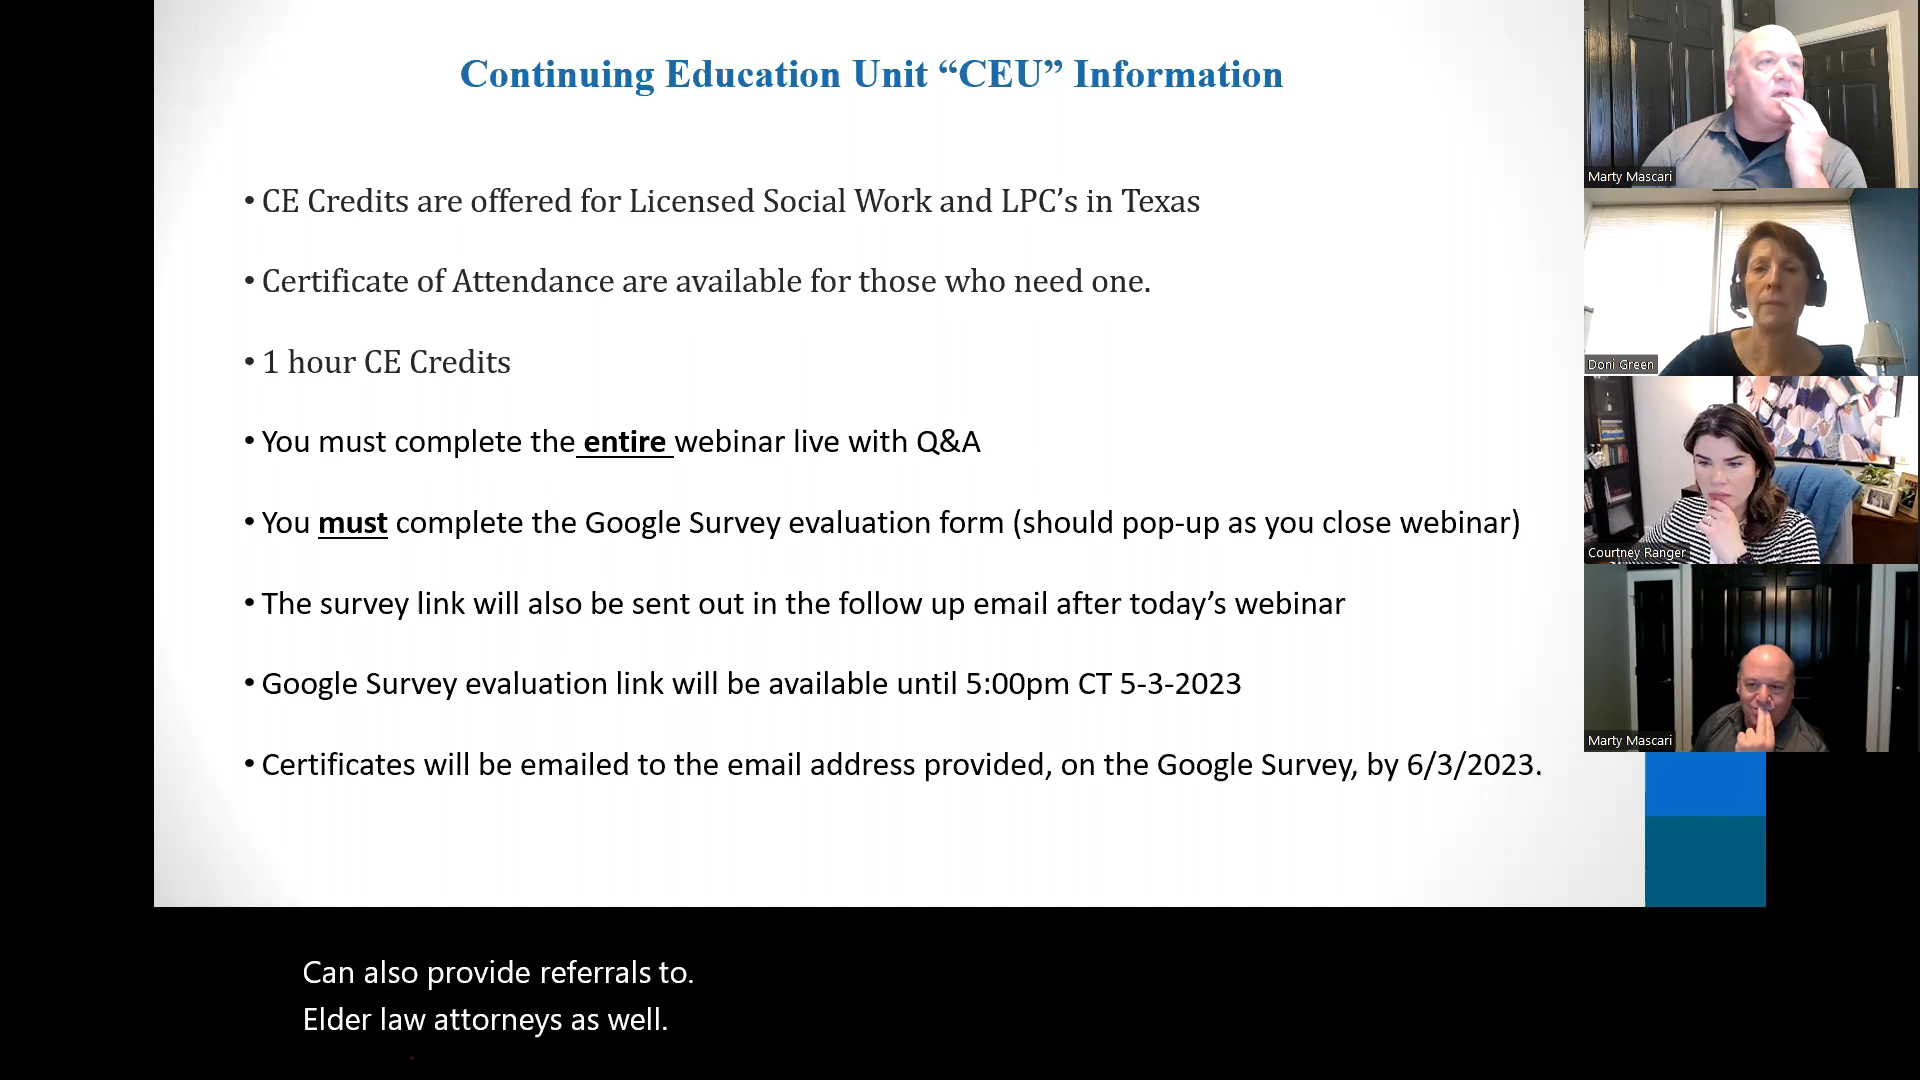 Continuing Education Unit “CEU” Information
• CE Credits are offered for Licensed Social Work and LPC’s in Texas
• Certificate of Attendance are available for those who need one.
• 1 hour CE Credits
• You must complete the entire webinar live with Q&A
• You must complete the Google Survey evaluation form (should pop-up as you close webinar)
• The survey link will also be sent out in the follow up email after today’s webinar
• Google Survey evaluation link will be available until 5:00pm CT 5-3-2023
• Certificates will be emailed to the email address provided, on the Google Survey, by 6/3/2023.
Marty Mascari
Doni Green
Courtney Ranger
Marty Mascari
Can also provide referrals to.
Elder law attorneys as well.